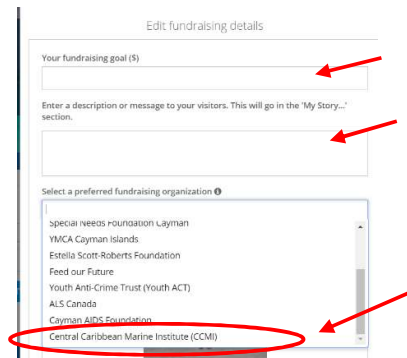 Edit fundraising details
Your fundraising goal ($)
Enter a description or message to your visitors. This will go in the 'My Story...'
section.
Select a preferred fundraising organization
Special Needs Foundation Cayman
YMCA Cayman Islands
Estella Scott-Roberts Foundation
Feed our Future
Youth Anti-Crime Trust (Youth ACT)
ALS Canada
Cayman AIDS Foundation
Central Caribbean Marine Institute (CCMI)